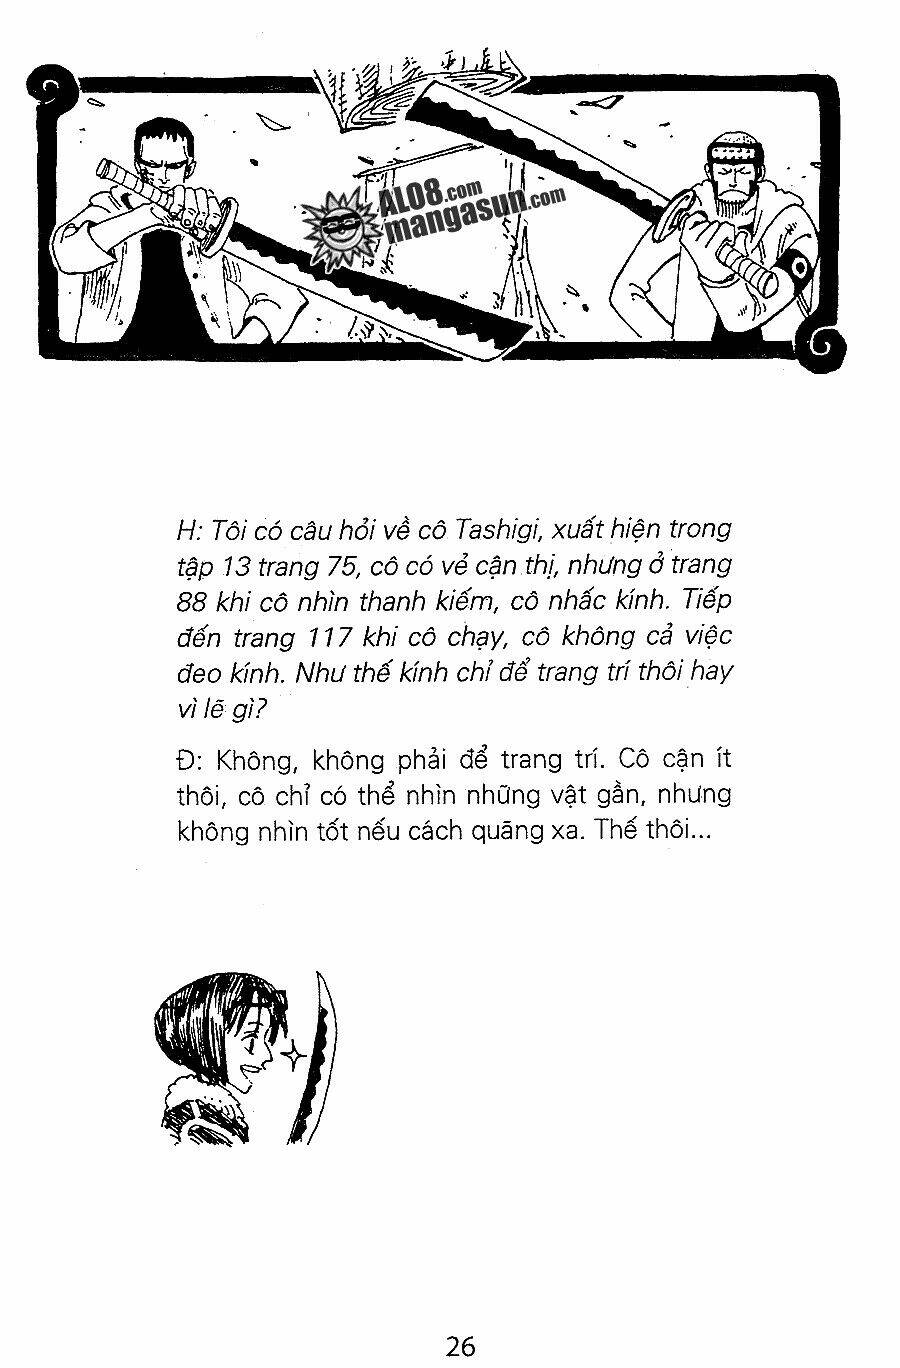 AL08.com
mangasun.com
H: Tôi có câu hỏi về cô Tashigi, xuất hiện trong
tập 13 trang 75, cô có vẻ cận thị, nhưng ở trang
88 khi cô nhìn thanh kiếm, cô nhấc kính. Tiếp
đến trang 117 khi cô chạy, cô không cả việc
đeo kính. Như thế kính chỉ để trang trí thôi hay
vì lẽ gì?
Đ: Không, không phải để trang trí. Cô cận ít
thôi, cô chỉ có thể nhìn những vật gần, nhưng
không nhìn tốt nếu cách quãng xa. Thế thôi...
26